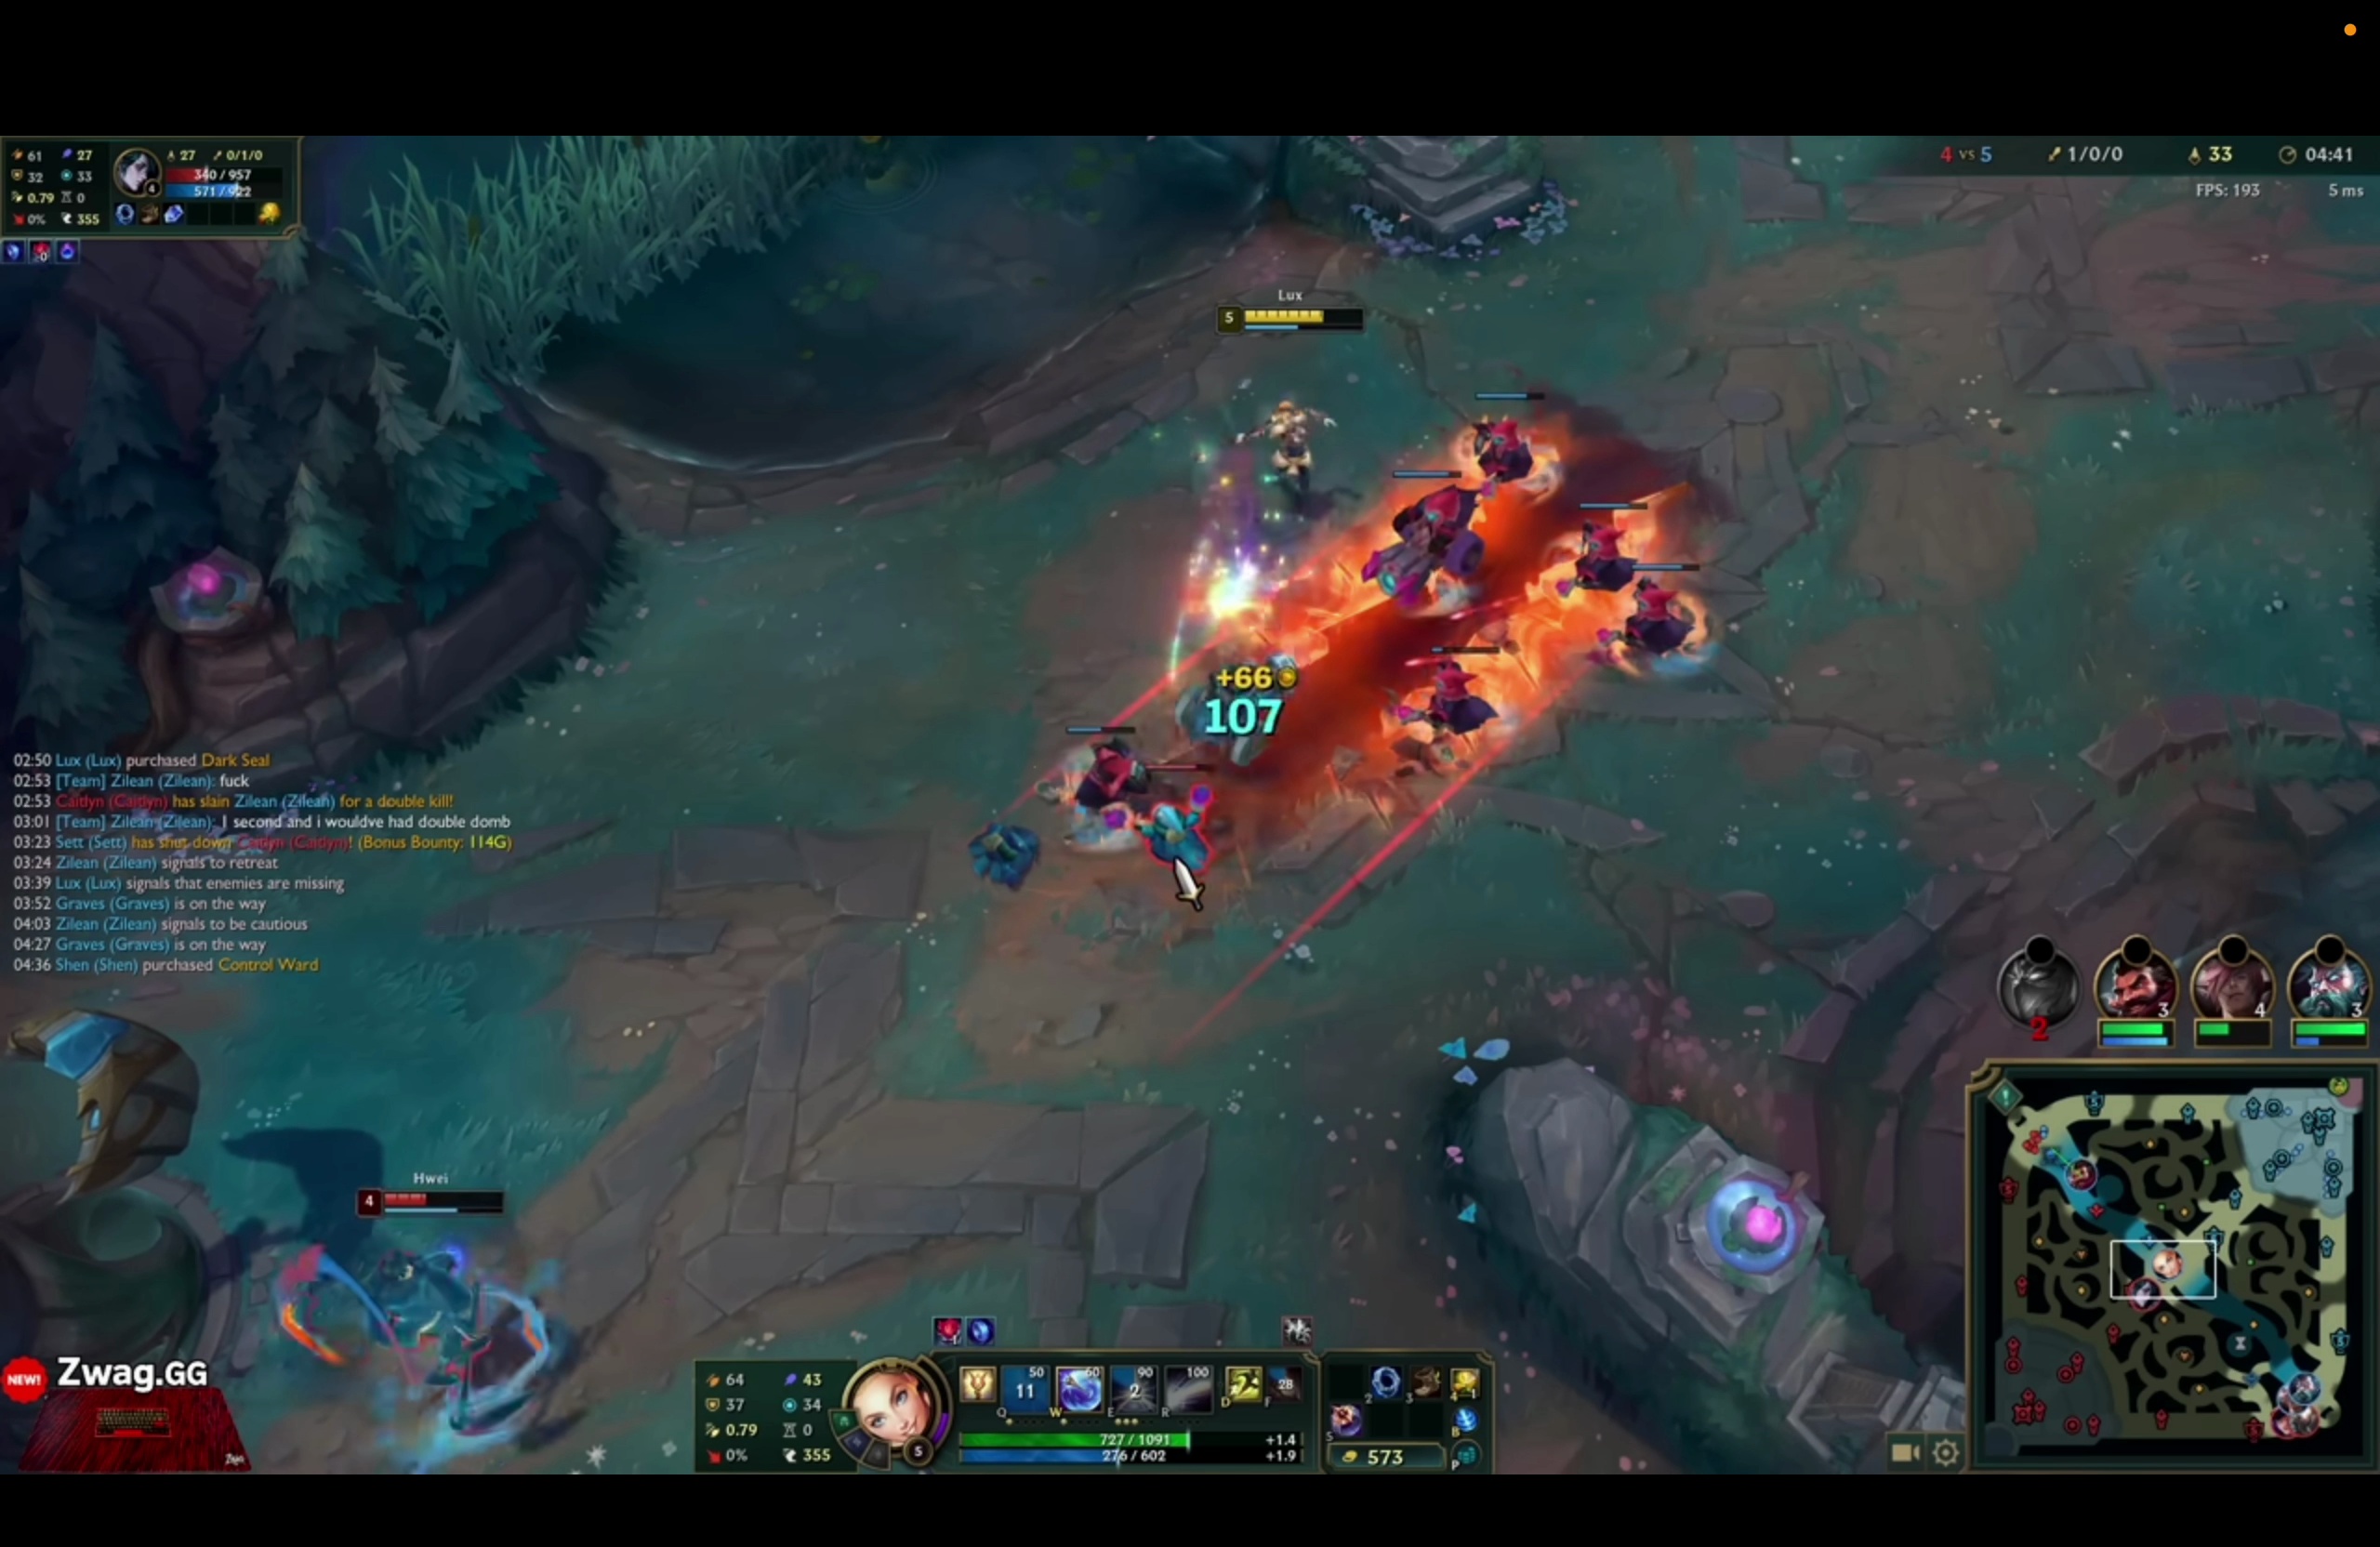 61 27 27 0/1/0
32 33 340 / 957
571 / 922
4
0.79 0
0% 355
4 vs 5 1/0/0 33 04:41
FPS: 193 5 ms
Lux
5
+66
107
02:50 Lux (Lux) purchased Dark Seal
02:53 [Team] Zilean (Zilean): fuck
02:53 Caitlyn (Caitlyn) has slain Zilean (Zilean) for a double kill!
03:01 [Team] Zilean (Zilean): 1 second and i wouldve had double domb
03:23 Sett (Sett) has shut down Caitlyn (Caitlyn)! (Bonus Bounty: 114G)
03:24 Zilean (Zilean) signals to retreat
03:39 Lux (Lux) signals that enemies are missing
03:52 Graves (Graves) is on the way
04:03 Zilean (Zilean) signals to be cautious
04:27 Graves (Graves) is on the way
04:36 Shen (Shen) purchased Control Ward
2 3 4 3
Hwei
4
NEW! Zwag.GG
64 43
37 34
0.79 0
0% 355
5
50 60 90 100
11 2 28
Q W E R D F
727 / 1091 +1.4
276 / 602 +1.9
2 3 4
5 B
573 P